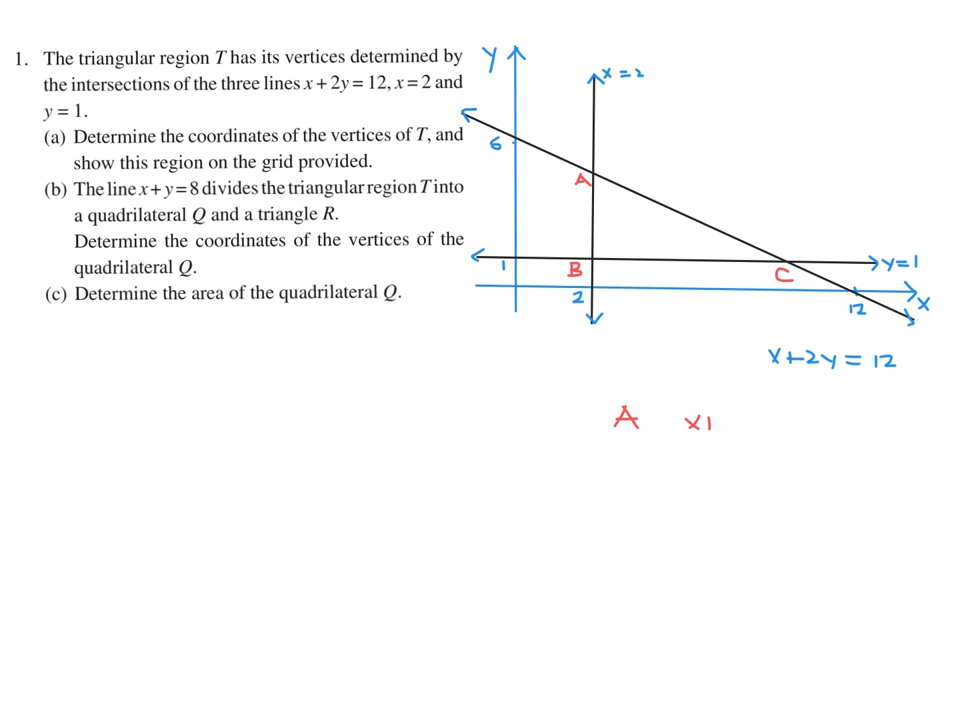 1. The triangular region T has its vertices determined by
the intersections of the three lines x + 2y = 12, x = 2 and
y = 1.
(a) Determine the coordinates of the vertices of T, and
show this region on the grid provided.
(b) The line x + y = 8 divides the triangular region T into
a quadrilateral Q and a triangle R.
Determine the coordinates of the vertices of the
quadrilateral Q.
(c) Determine the area of the quadrilateral Q.
Y
x = 2
6
A
1
B
C
y=1
2
12
X
x+2y = 12
A x1